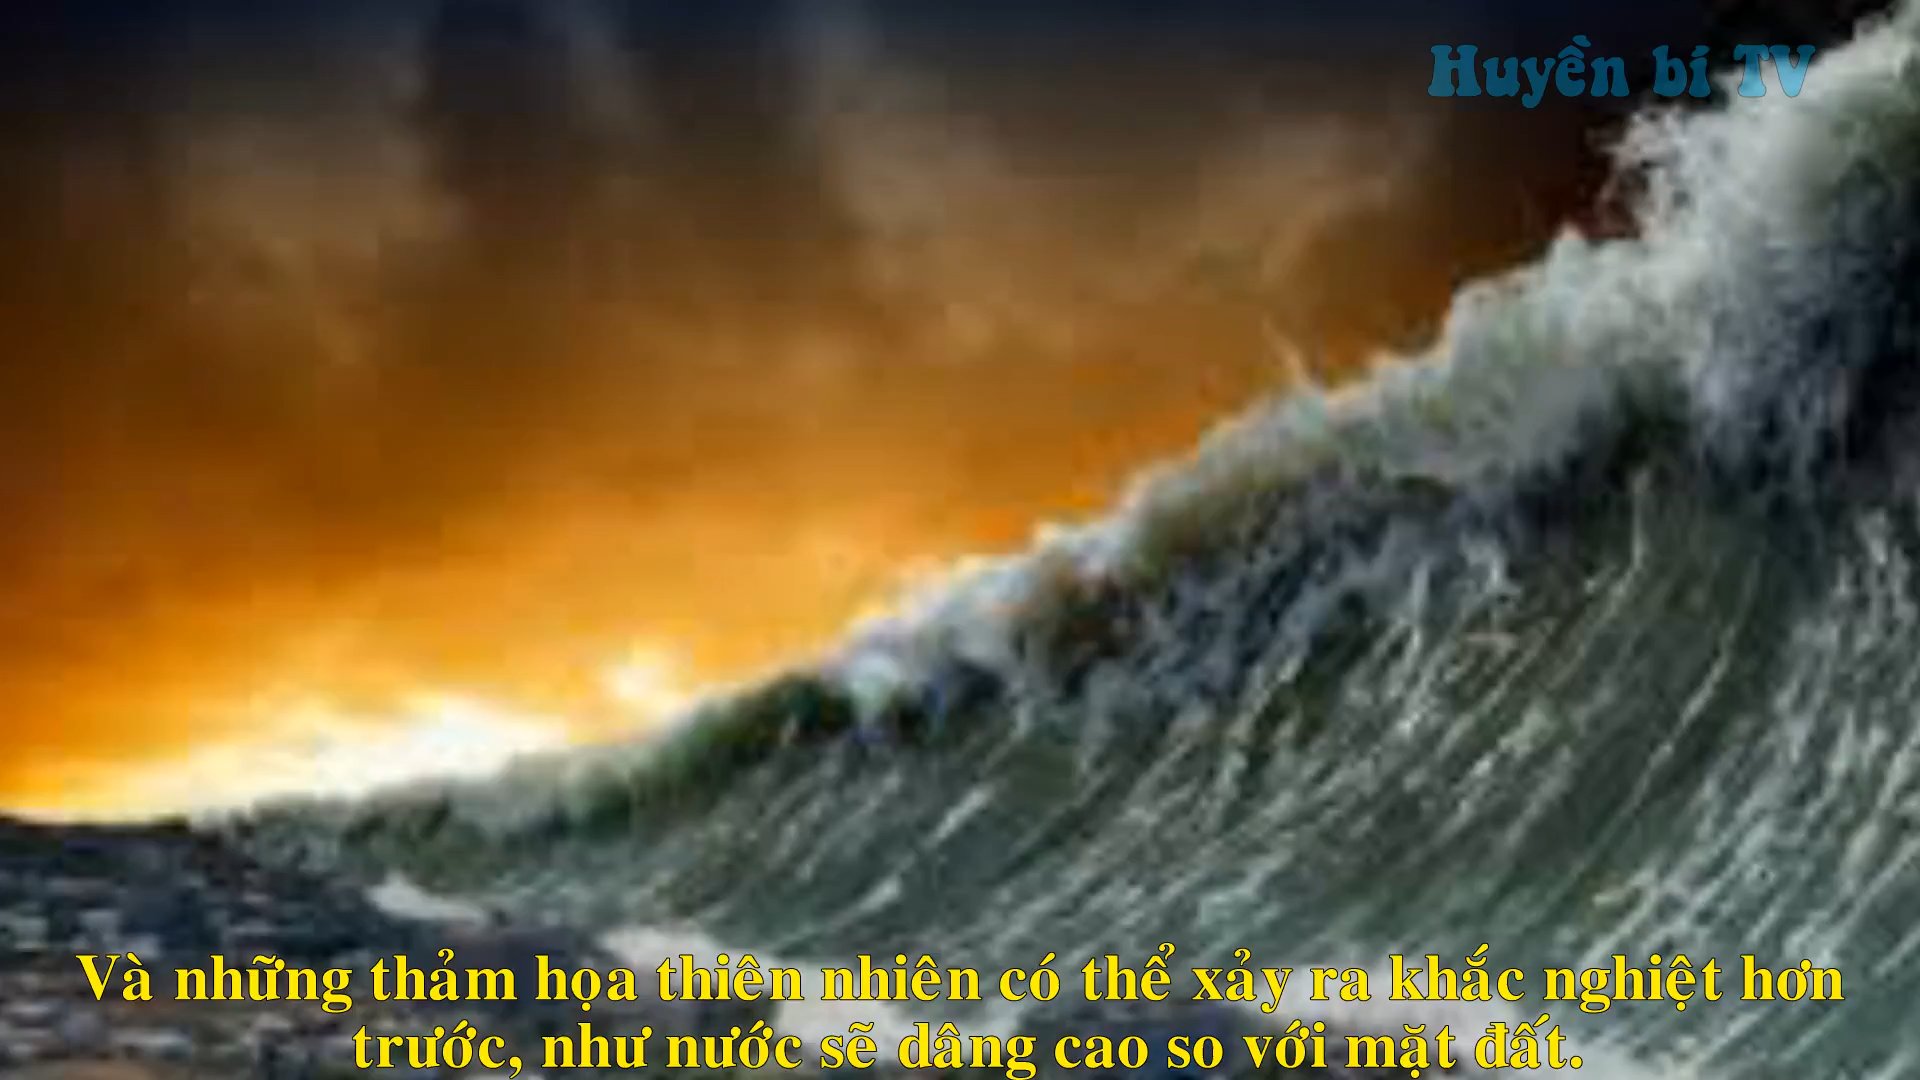 Huyền bí TV
Và những thảm họa thiên nhiên có thể xảy ra khắc nghiệt hơn
trước, như nước sẽ dâng cao so với mặt đất.